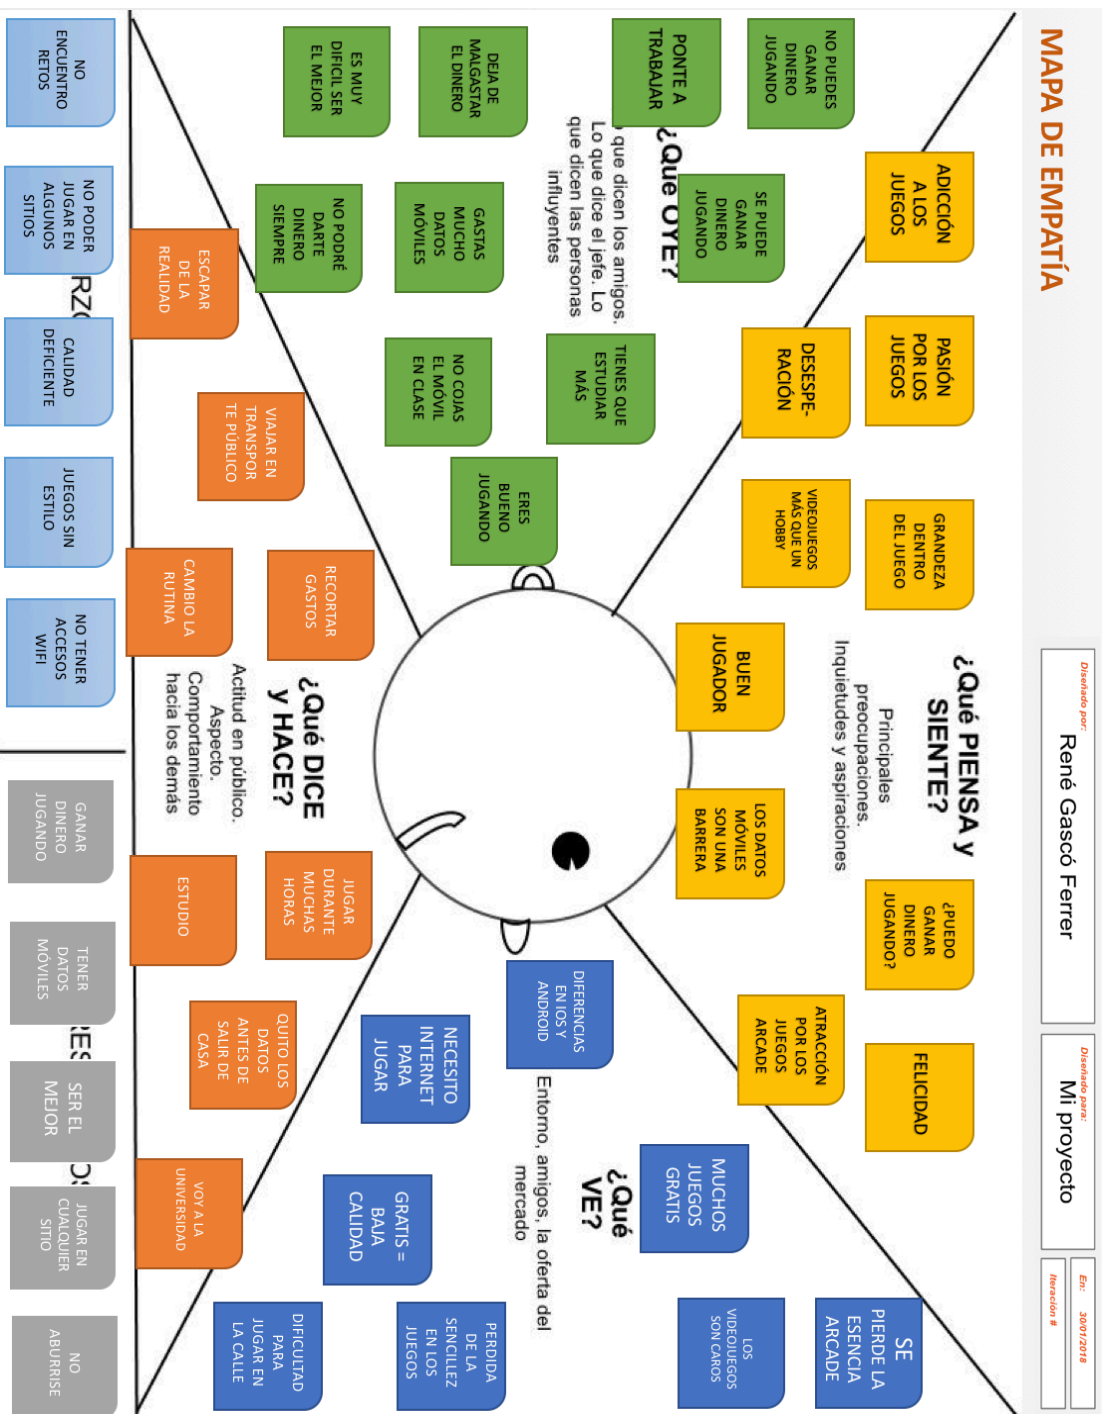 MAPA DE EMPATÍA
Diseñado por:
René Gascó Ferrer
Diseñado para:
Mi proyecto
En: 30/01/2018
Iteración #
¿Qué PIENSA y
SIENTE?
Principales
preocupaciones.
Inquietudes y aspiraciones
ADICCIÓN
A LOS
JUEGOS
PASIÓN
POR LOS
JUEGOS
GRANDEZA
DENTRO
DEL JUEGO
¿PUEDO
GANAR
DINERO
JUGANDO?
FELICIDAD
DESESPE-
RACIÓN
VIDEOJUEGOS
MÁS QUE UN
HOBBY
BUEN
JUGADOR
LOS DATOS
MÓVILES
SON UNA
BARRERA
ATRACCIÓN
POR LOS
JUEGOS
ARCADE
¿Qué OYE?
que dicen los amigos.
Lo que dice el jefe. Lo
que dicen las personas
influyentes
NO PUEDES
GANAR
DINERO
JUGANDO
PONTE A
TRABAJAR
SE PUEDE
GANAR
DINERO
JUGANDO
DEJA DE
MALGASTAR
EL DINERO
ES MUY
DIFICIL SER
EL MEJOR
GASTAS
MUCHO
DATOS
MÓVILES
NO PODRÉ
DARTE
DINERO
SIEMPRE
TIENES QUE
ESTUDIAR
MÁS
NO COJAS
EL MÓVIL
EN CLASE
ERES
BUENO
JUGANDO
¿Qué
VE?
Entorno, amigos, la oferta del
mercado
DIFERENCIAS
EN IOS Y
ANDROID
NECESITO
INTERNET
PARA
JUGAR
MUCHOS
JUEGOS
GRATIS
GRATIS =
BAJA
CALIDAD
SE
PIERDE LA
ESENCIA
ARCADE
LOS
VIDEOJUEGOS
SON CAROS
PERDIDA
DE LA
SENCILLEZ
EN LOS
JUEGOS
DIFICULTAD
PARA
JUGAR EN
LA CALLE
¿Qué DICE
y HACE?
Actitud en público.
Aspecto.
Comportamiento
hacia los demás
ESCAPAR
DE LA
REALIDAD
VIAJAR EN
TRANSPOR
TE PÚBLICO
RECORTAR
GASTOS
CAMBIO LA
RUTINA
JUGAR
DURANTE
MUCHAS
HORAS
ESTUDIO
QUITO LOS
DATOS
ANTES DE
SALIR DE
CASA
VOY A LA
UNIVERSIDAD
NO
ENCUENTRO
RETOS
NO PODER
JUGAR EN
ALGUNOS
SITIOS
CALIDAD
DEFICIENTE
JUEGOS SIN
ESTILO
NO TENER
ACCESOS
WIFI
GANAR
DINERO
JUGANDO
TENER
DATOS
MÓVILES
SER EL
MEJOR
JUGAR EN
CUALQUIER
SITIO
NO
ABURRISE